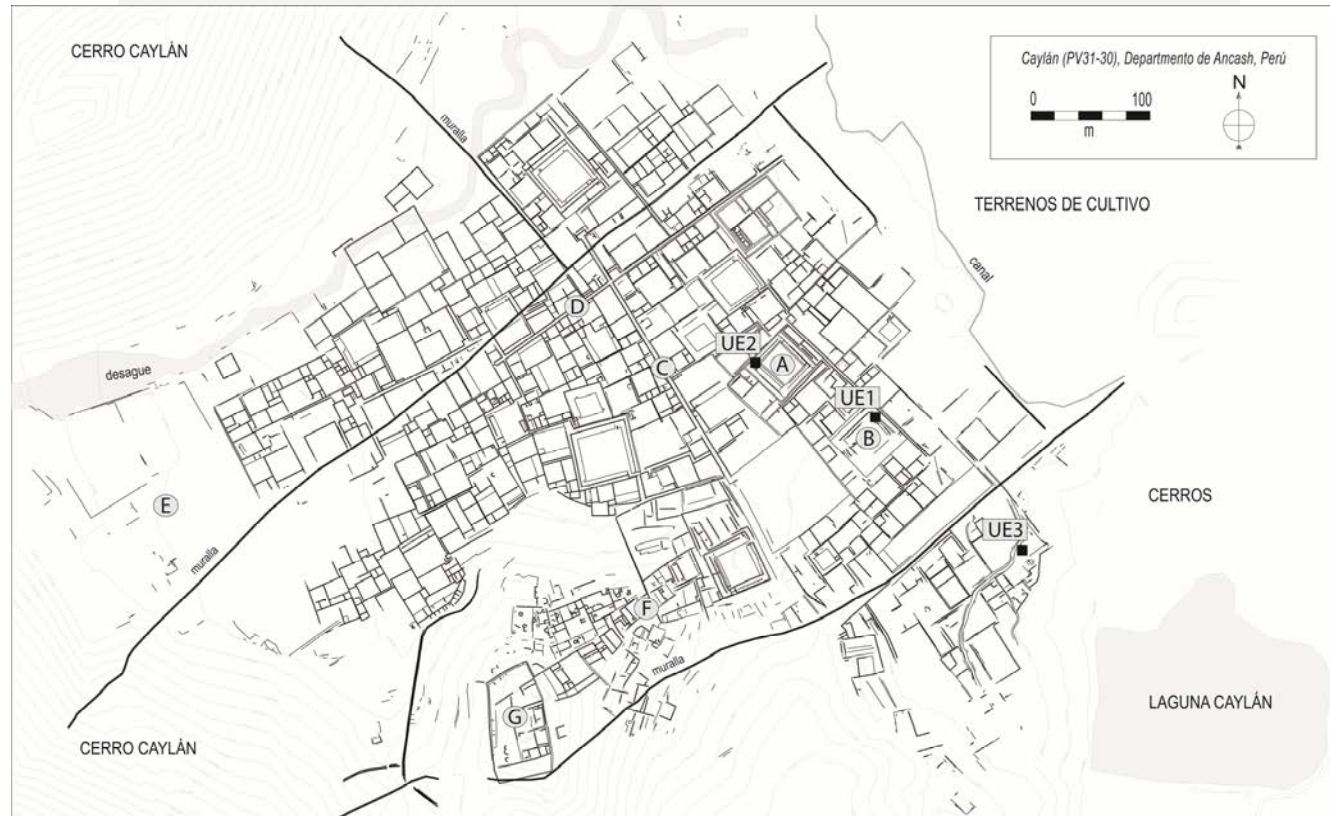 CERRO CAYLÁN
Caylán (PV31-30), Departmento de Ancash, Perú
0 100
m
N
muralla
TERRENOS DE CULTIVO
canal
D
UE2
A
C
desague
UE1
B
E
CERROS
UE3
muralla
F
muralla
G
LAGUNA CAYLÁN
CERRO CAYLÁN